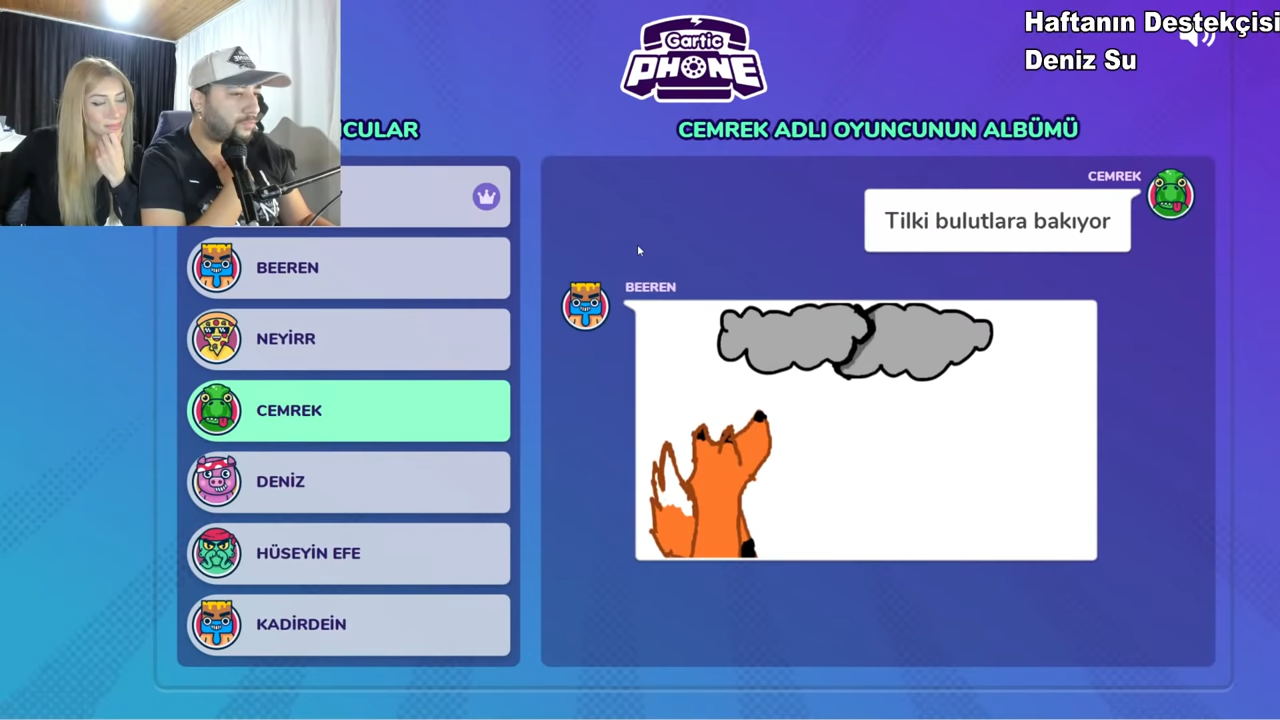 Haftanın Destekçisi
Deniz Su
Gartic
PHONE
CULAR
CEMREK ADLI OYUNCUNUN ALBÜMÜ
BEEREN
NEYİRR
CEMREK
DENİZ
HÜSEYİN EFE
KADİRDEİN
CEMREK
Tilki bulutlara bakıyor
BEEREN